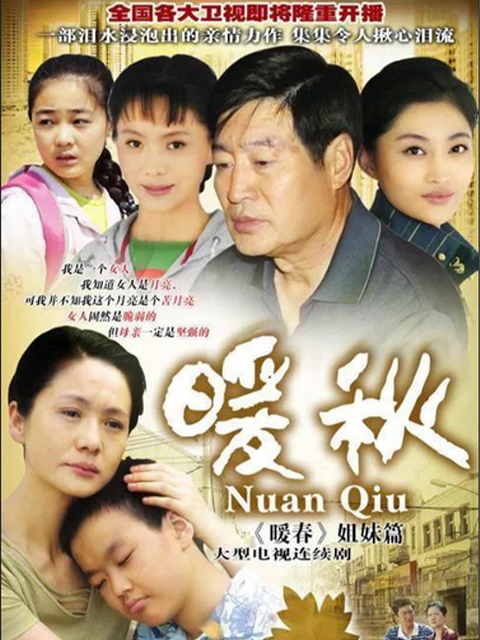 全国各大卫视即将隆重开播
一部泪水浸泡出的亲情力作 集集令人揪心泪流
我是一个女人
我知道女人是月亮,
可我并不知我这个月亮是个苦月亮
女人固然是脆弱的
但母亲一定是坚强的
暖秋
Nuan Qiu
《暖春》姐妹篇
大型电视连续剧